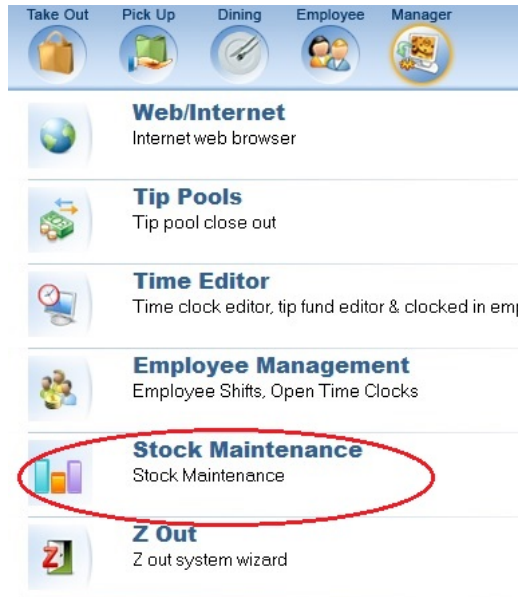 Take Out Pick Up Dining Employee Manager
Web/Internet
Internet web browser
Tip Pools
Tip pool close out
Time Editor
Time clock editor, tip fund editor & clocked in emp
Employee Management
Employee Shifts, Open Time Clocks
Stock Maintenance
Stock Maintenance
Z Out
Z out system wizard